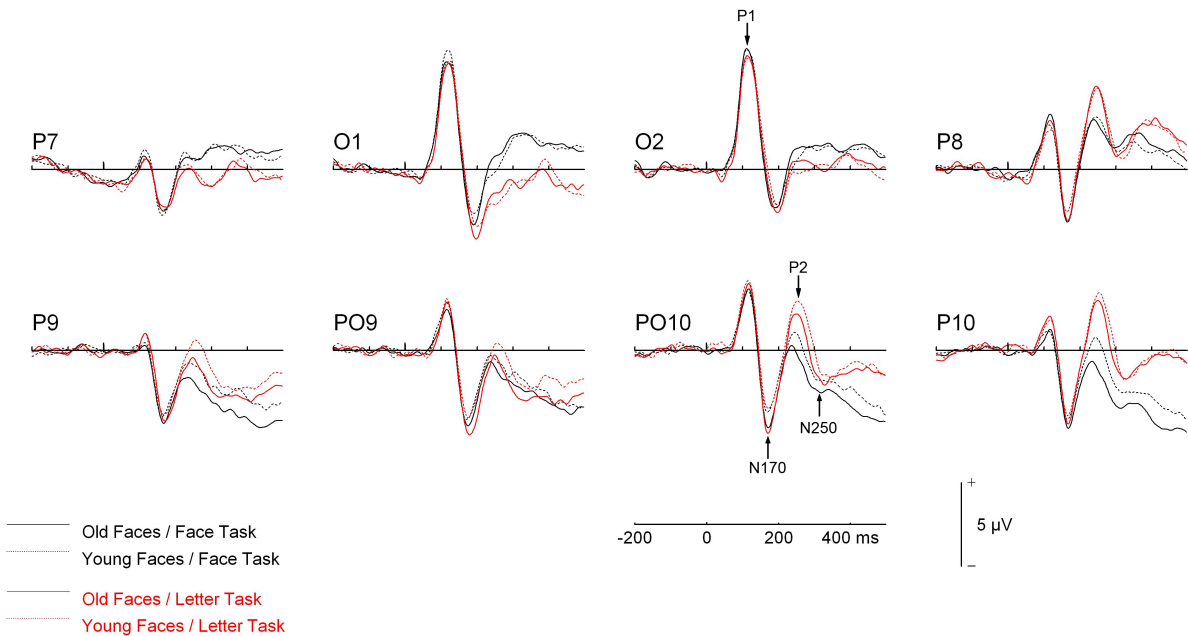 P1
P7
O1
O2
P8
P2
P9
PO9
PO10
P10
N250
N170
+
5 µV
–
-200 0 200 400 ms
Old Faces / Face Task
Young Faces / Face Task
Old Faces / Letter Task
Young Faces / Letter Task